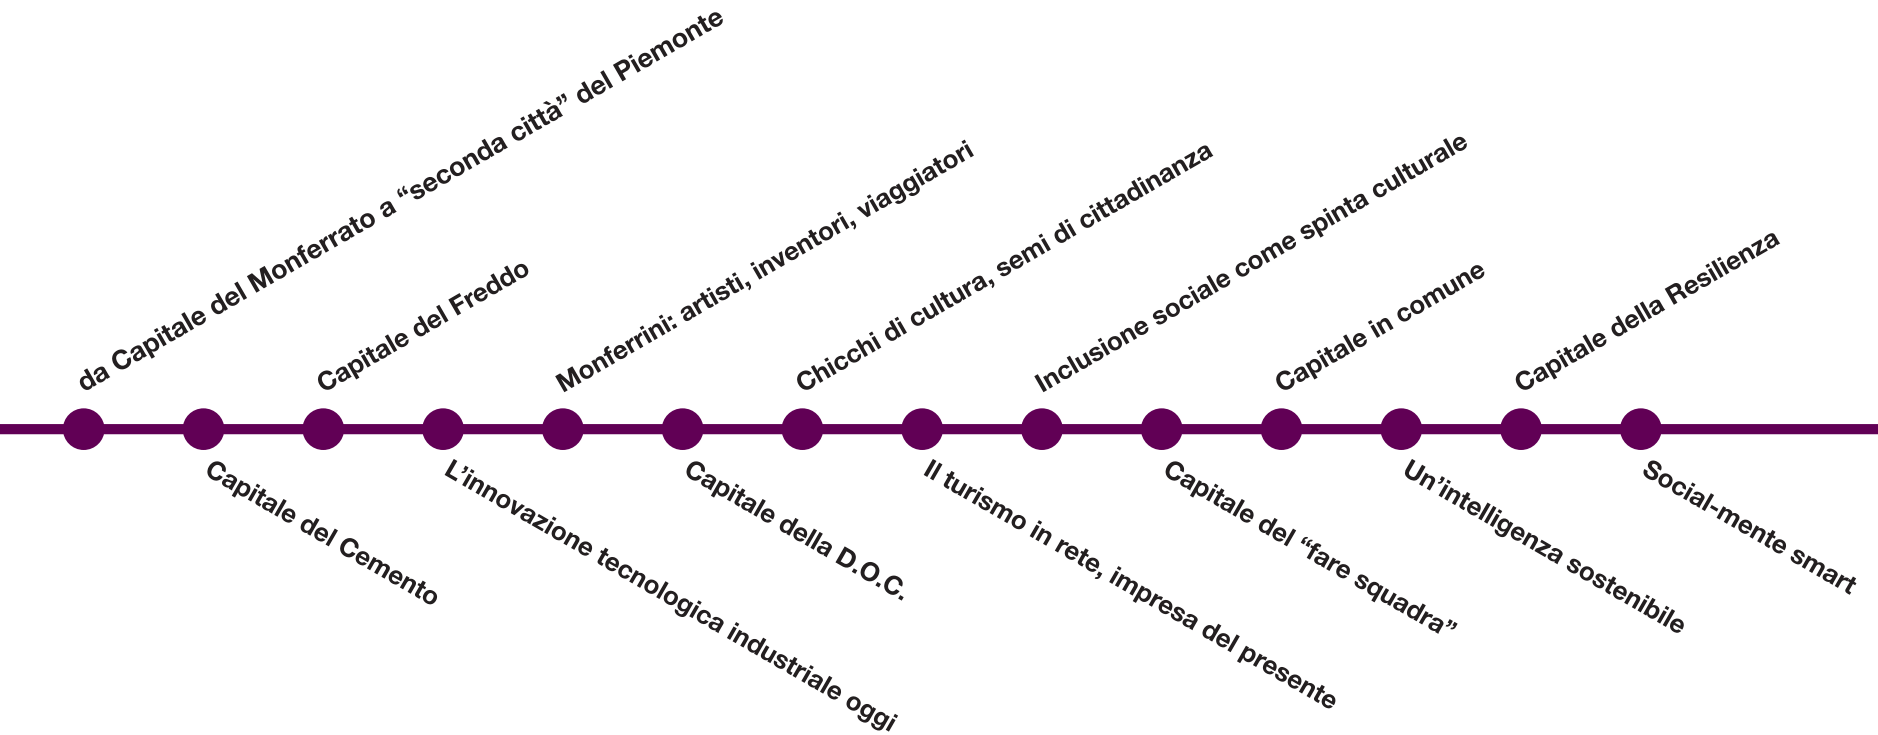 da Capitale del Monferrato a “seconda città” del Piemonte
Capitale del Cemento
Capitale del Freddo
L’innovazione tecnologica industriale oggi
Monferrini: artisti, inventori, viaggiatori
Capitale della D.O.C.
Chicchi di cultura, semi di cittadinanza
Il turismo in rete, impresa del presente
Inclusione sociale come spinta culturale
Capitale del “fare squadra”
Capitale in comune
Un’intelligenza sostenibile
Capitale della Resilienza
Social-mente smart